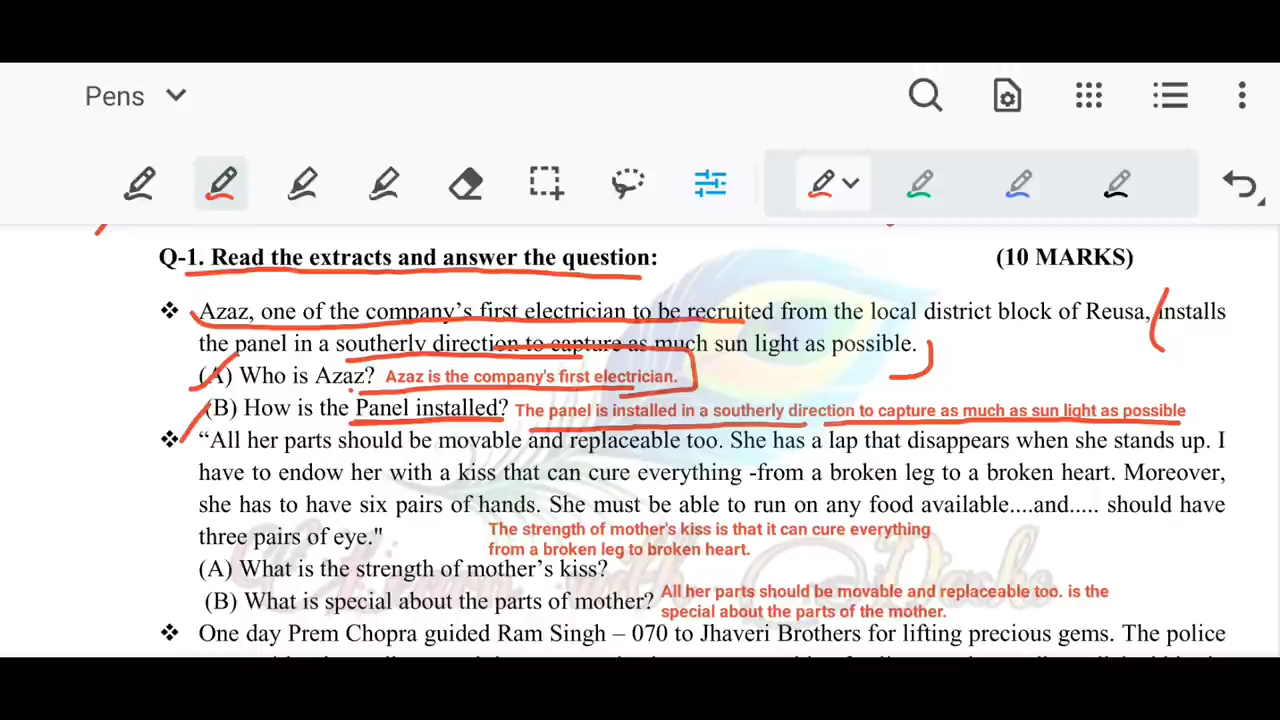 Pens
Q-1. Read the extracts and answer the question: (10 MARKS)
❖ Azaz, one of the company's first electrician to be recruited from the local district block of Reusa, installs
the panel in a southerly direction to capture as much sun light as possible.
(A) Who is Azaz? Azaz is the company's first electrician.
(B) How is the Panel installed? The panel is installed in a southerly direction to capture as much as sun light as possible
❖ “All her parts should be movable and replaceable too. She has a lap that disappears when she stands up. I
have to endow her with a kiss that can cure everything -from a broken leg to a broken heart. Moreover,
she has to have six pairs of hands. She must be able to run on any food available....and..... should have
three pairs of eye."
The strength of mother's kiss is that it can cure everything
from a broken leg to broken heart.
(A) What is the strength of mother's kiss?
(B) What is special about the parts of mother? All her parts should be movable and replaceable too. is the
special about the parts of the mother.
❖ One day Prem Chopra guided Ram Singh – 070 to Jhaveri Brothers for lifting precious gems. The police